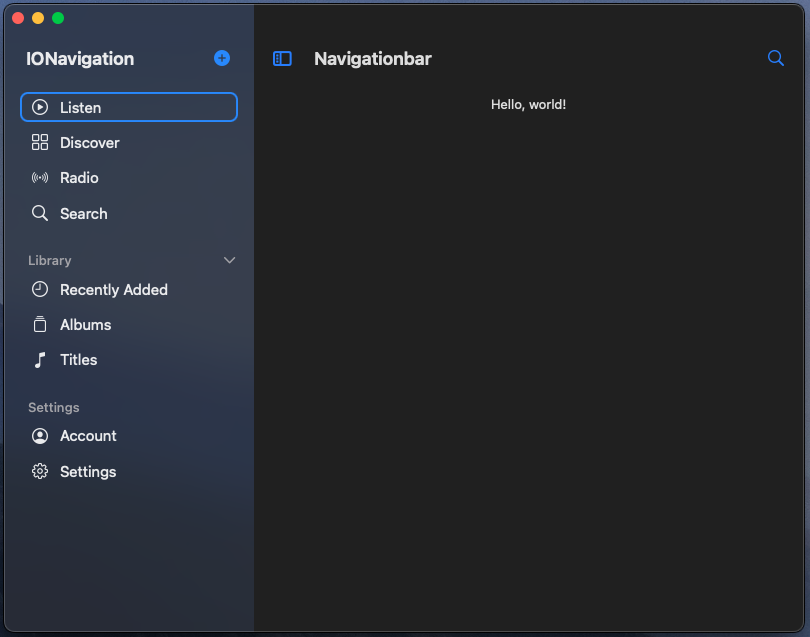 IONavigation
Listen
Discover
Radio
Search
Library
Recently Added
Albums
Titles
Settings
Account
Settings
Navigationbar
Hello, world!